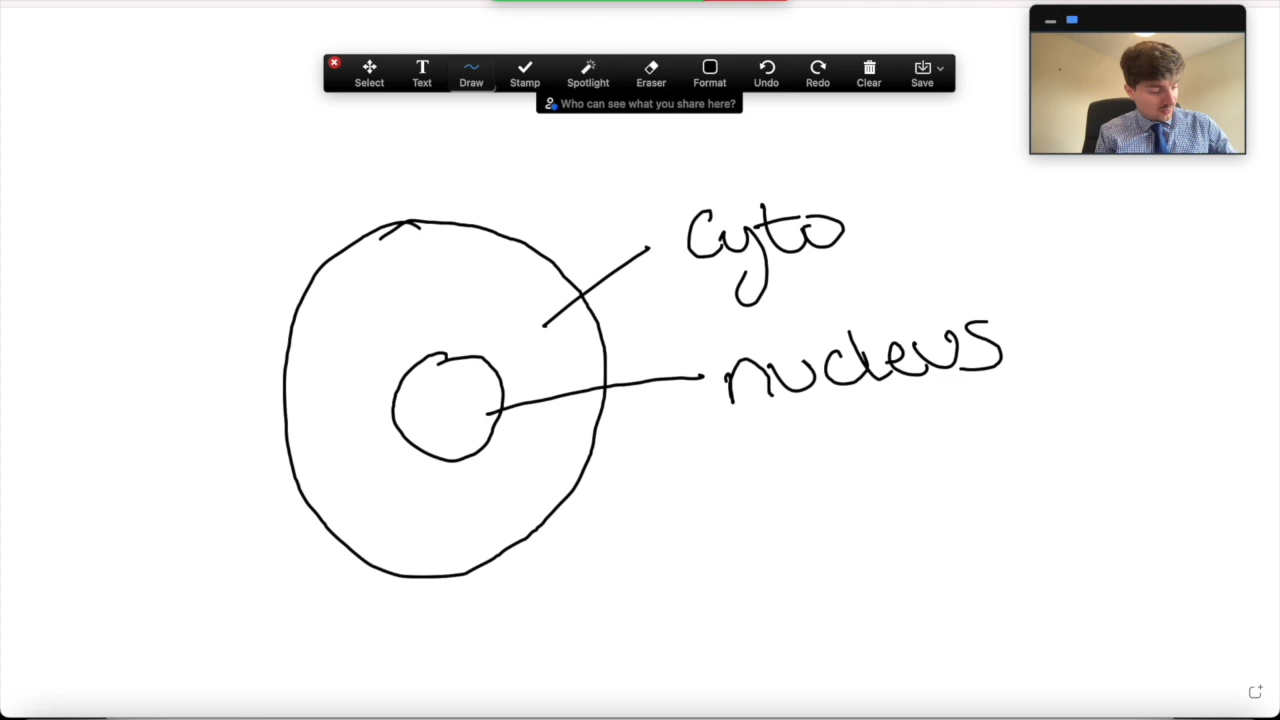 Select Text Draw Stamp Spotlight Eraser Format Undo Redo Clear Save
Who can see what you share here?
Cyto
nucleus